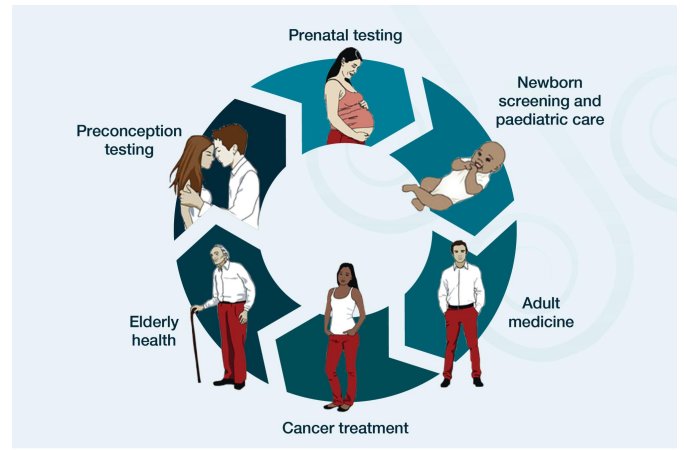 Prenatal testing
Newborn
screening and
paediatric care
Adult
medicine
Cancer treatment
Elderly
health
Preconception
testing